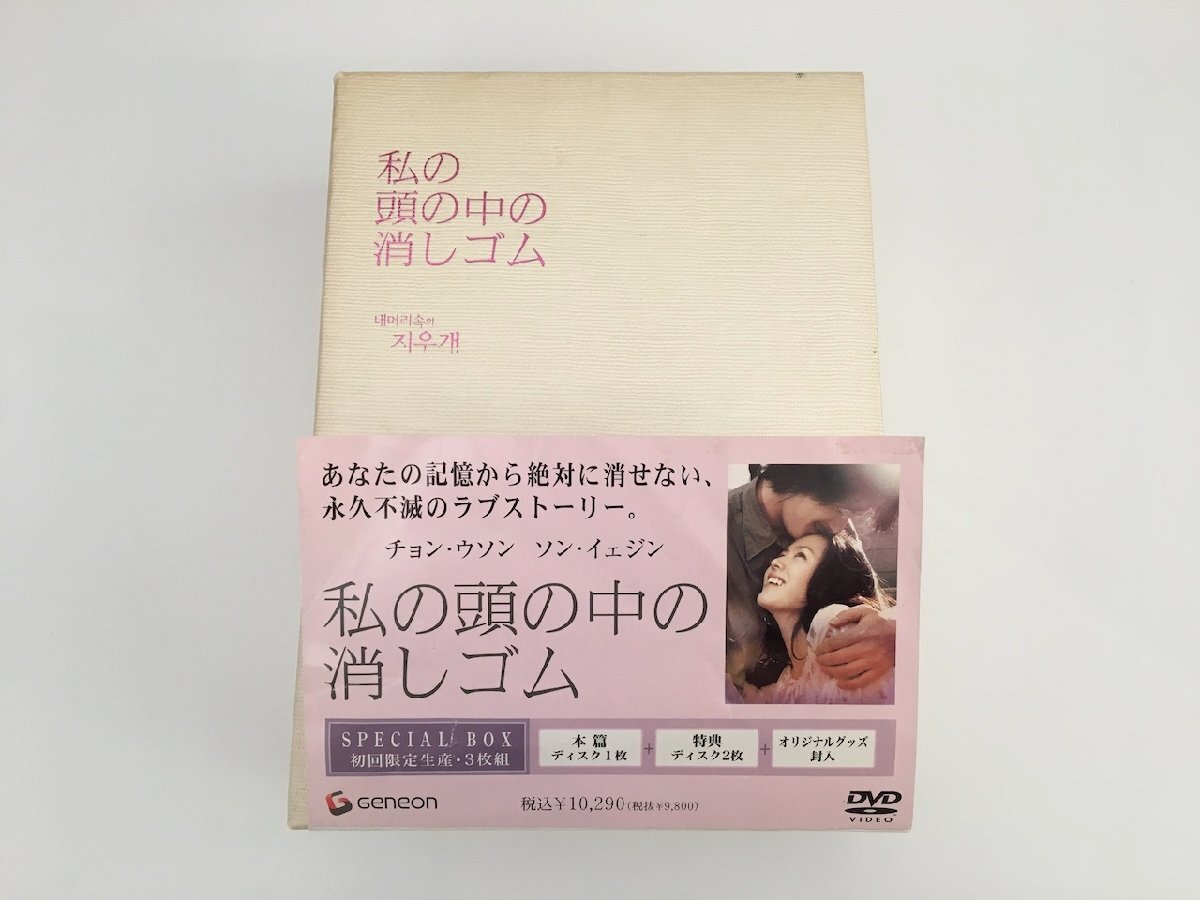 私の
頭の中の
消しゴム
내머리속의
지우개
あなたの記憶から絶対に消せない、
永久不滅のラブストーリー。
チョン・ウソン ソン・イェジン
私の頭の中の
消しゴム
SPECIAL BOX
初回限定生産・3枚組
本篇
ディスク1枚
+
特典
ディスク2枚
+
オリジナルグッズ
封入
GENEON
税込¥10,290(税抜¥9,800)
DVD
VIDEO